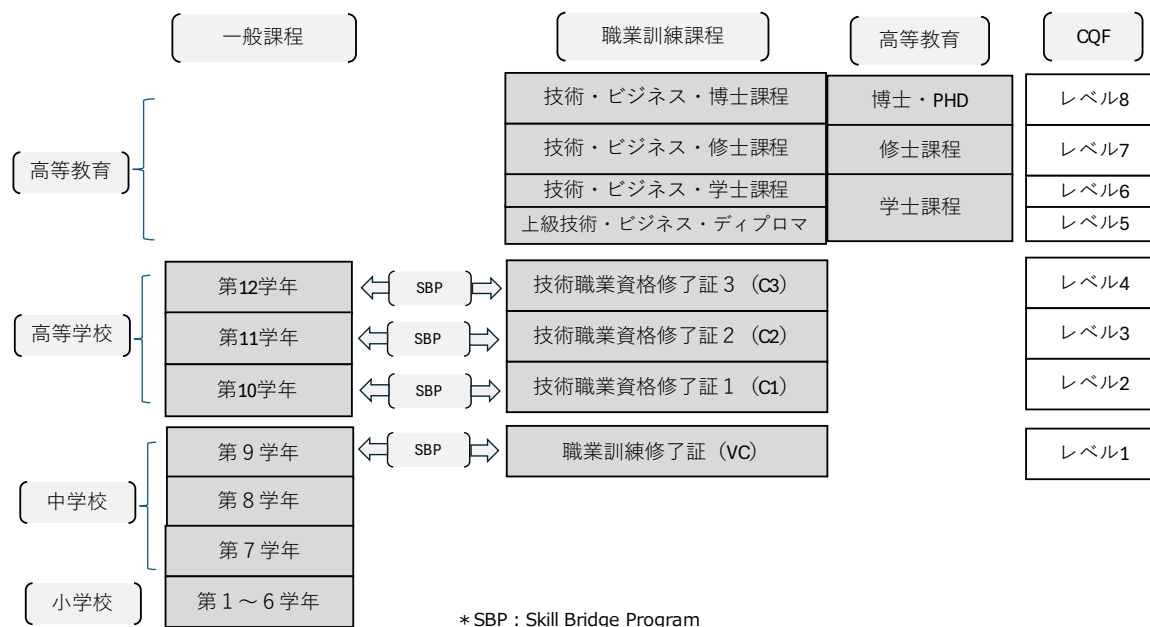 一般課程
職業訓練課程
高等教育
CQF
高等教育
技術・ビジネス・博士課程
博士・PHD
レベル8
技術・ビジネス・修士課程
修士課程
レベル7
技術・ビジネス・学士課程
学士課程
レベル6
上級技術・ビジネス・ディプロマ
レベル5
高等学校
第12学年
SBP
技術職業資格修了証３（C3）
レベル4
第11学年
SBP
技術職業資格修了証２（C2）
レベル3
第10学年
SBP
技術職業資格修了証１（C1）
レベル2
中学校
第９学年
SBP
職業訓練修了証（VC）
レベル1
第８学年
第７学年
小学校
第１～６学年
＊SBP：Skill Bridge Program